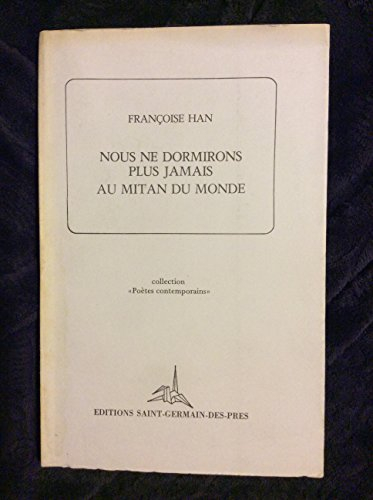 FRANÇOISE HAN
NOUS NE DORMIRONS
PLUS JAMAIS
AU MITAN DU MONDE
collection
«Poètes contemporains»
EDITIONS SAINT-GERMAIN-DES-PRES